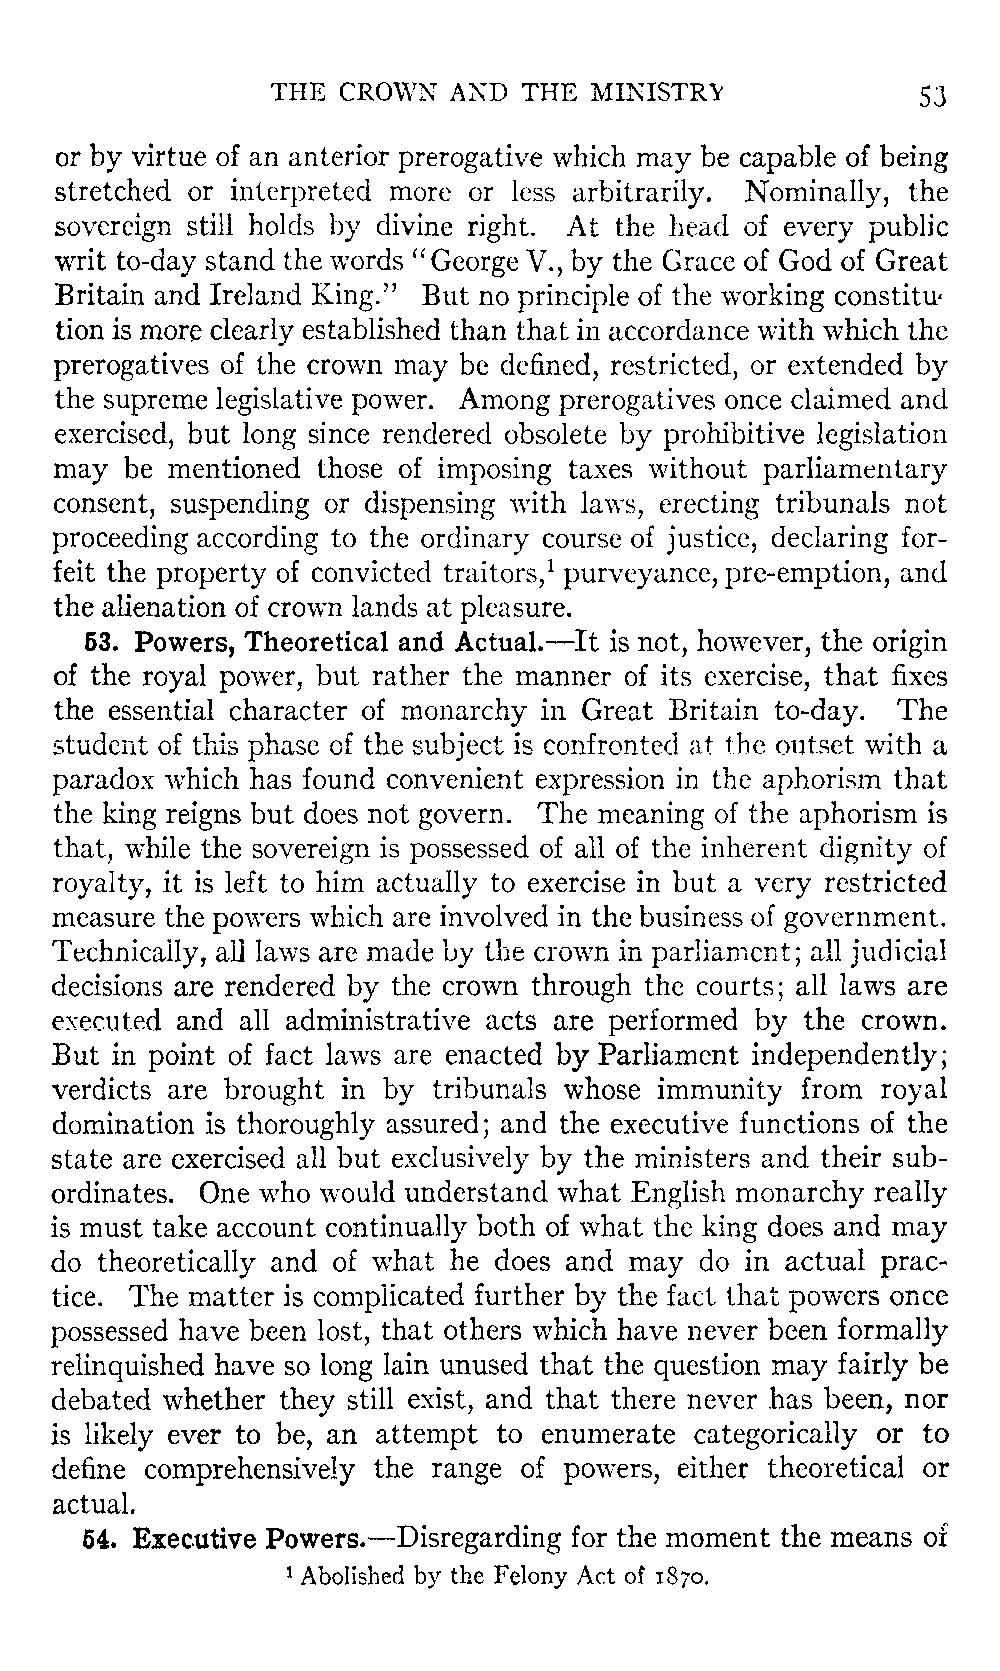 THE CROWN AND THE MINISTRY 53
or by virtue of an anterior prerogative which may be capable of being
stretched or interpreted more or less arbitrarily. Nominally, the
sovereign still holds by divine right. At the head of every public
writ to-day stand the words "George V., by the Grace of God of Great
Britain and Ireland King." But no principle of the working constitu-
tion is more clearly established than that in accordance with which the
prerogatives of the crown may be defined, restricted, or extended by
the supreme legislative power. Among prerogatives once claimed and
exercised, but long since rendered obsolete by prohibitive legislation
may be mentioned those of imposing taxes without parliamentary
consent, suspending or dispensing with laws, erecting tribunals not
proceeding according to the ordinary course of justice, declaring for-
feit the property of convicted traitors,¹ purveyance, pre-emption, and
the alienation of crown lands at pleasure.
53. Powers, Theoretical and Actual.—It is not, however, the origin
of the royal power, but rather the manner of its exercise, that fixes
the essential character of monarchy in Great Britain to-day. The
student of this phase of the subject is confronted at the outset with a
paradox which has found convenient expression in the aphorism that
the king reigns but does not govern. The meaning of the aphorism is
that, while the sovereign is possessed of all of the inherent dignity of
royalty, it is left to him actually to exercise in but a very restricted
measure the powers which are involved in the business of government.
Technically, all laws are made by the crown in parliament; all judicial
decisions are rendered by the crown through the courts; all laws are
executed and all administrative acts are performed by the crown.
But in point of fact laws are enacted by Parliament independently;
verdicts are brought in by tribunals whose immunity from royal
domination is thoroughly assured; and the executive functions of the
state are exercised all but exclusively by the ministers and their sub-
ordinates. One who would understand what English monarchy really
is must take account continually both of what the king does and may
do theoretically and of what he does and may do in actual prac-
tice. The matter is complicated further by the fact that powers once
possessed have been lost, that others which have never been formally
relinquished have so long lain unused that the question may fairly be
debated whether they still exist, and that there never has been, nor
is likely ever to be, an attempt to enumerate categorically or to
define comprehensively the range of powers, either theoretical or
actual.
54. Executive Powers.—Disregarding for the moment the means of
¹ Abolished by the Felony Act of 1870.